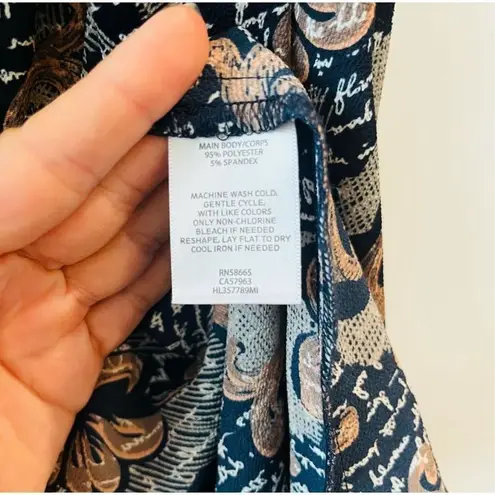 MAIN BODY/CORPS
95% POLYESTER
5% SPANDEX
MACHINE WASH COLD,
GENTLE CYCLE,
WITH LIKE COLORS
ONLY NON-CHLORINE
BLEACH IF NEEDED
RESHAPE, LAY FLAT TO DRY
COOL IRON IF NEEDED
RN58665
CA57963
HL357789MI